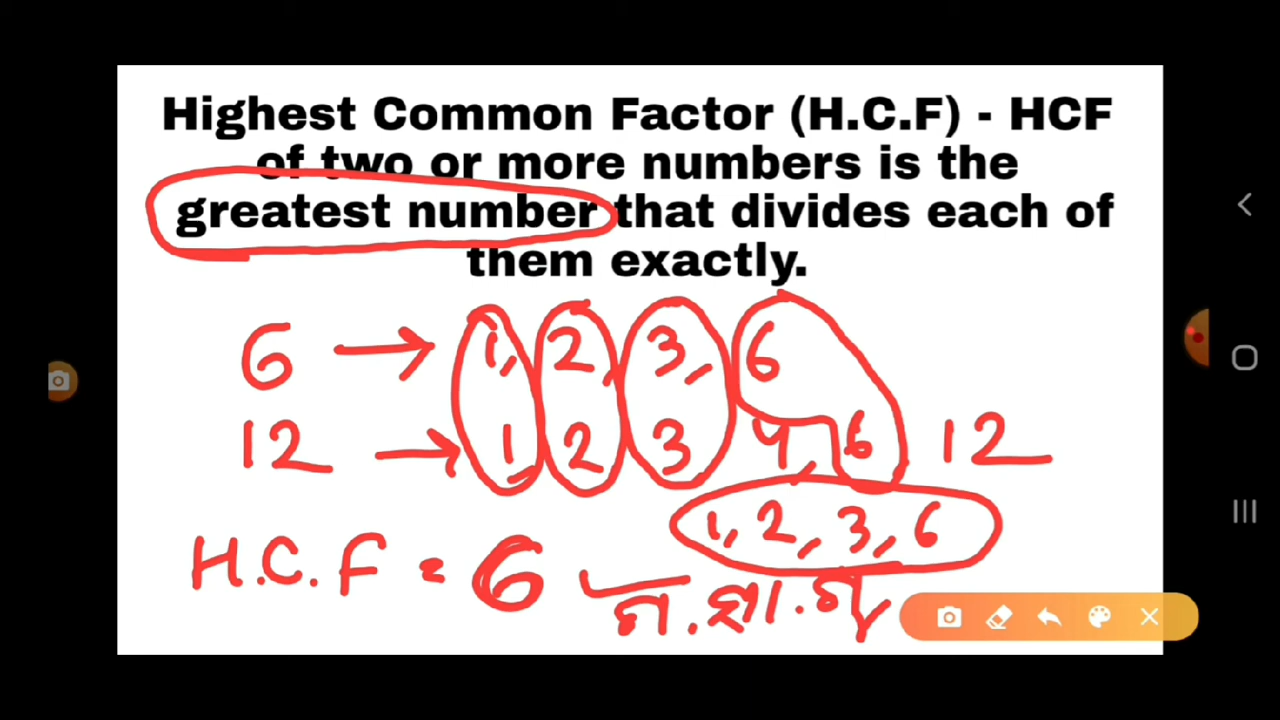 Highest Common Factor (H.C.F) - HCF
of two or more numbers is the
greatest number that divides each of
them exactly.
6 → 1, 2, 3, 6
12 → 1, 2 3 4, 6 12
1, 2, 3, 6
H.C.F = 6